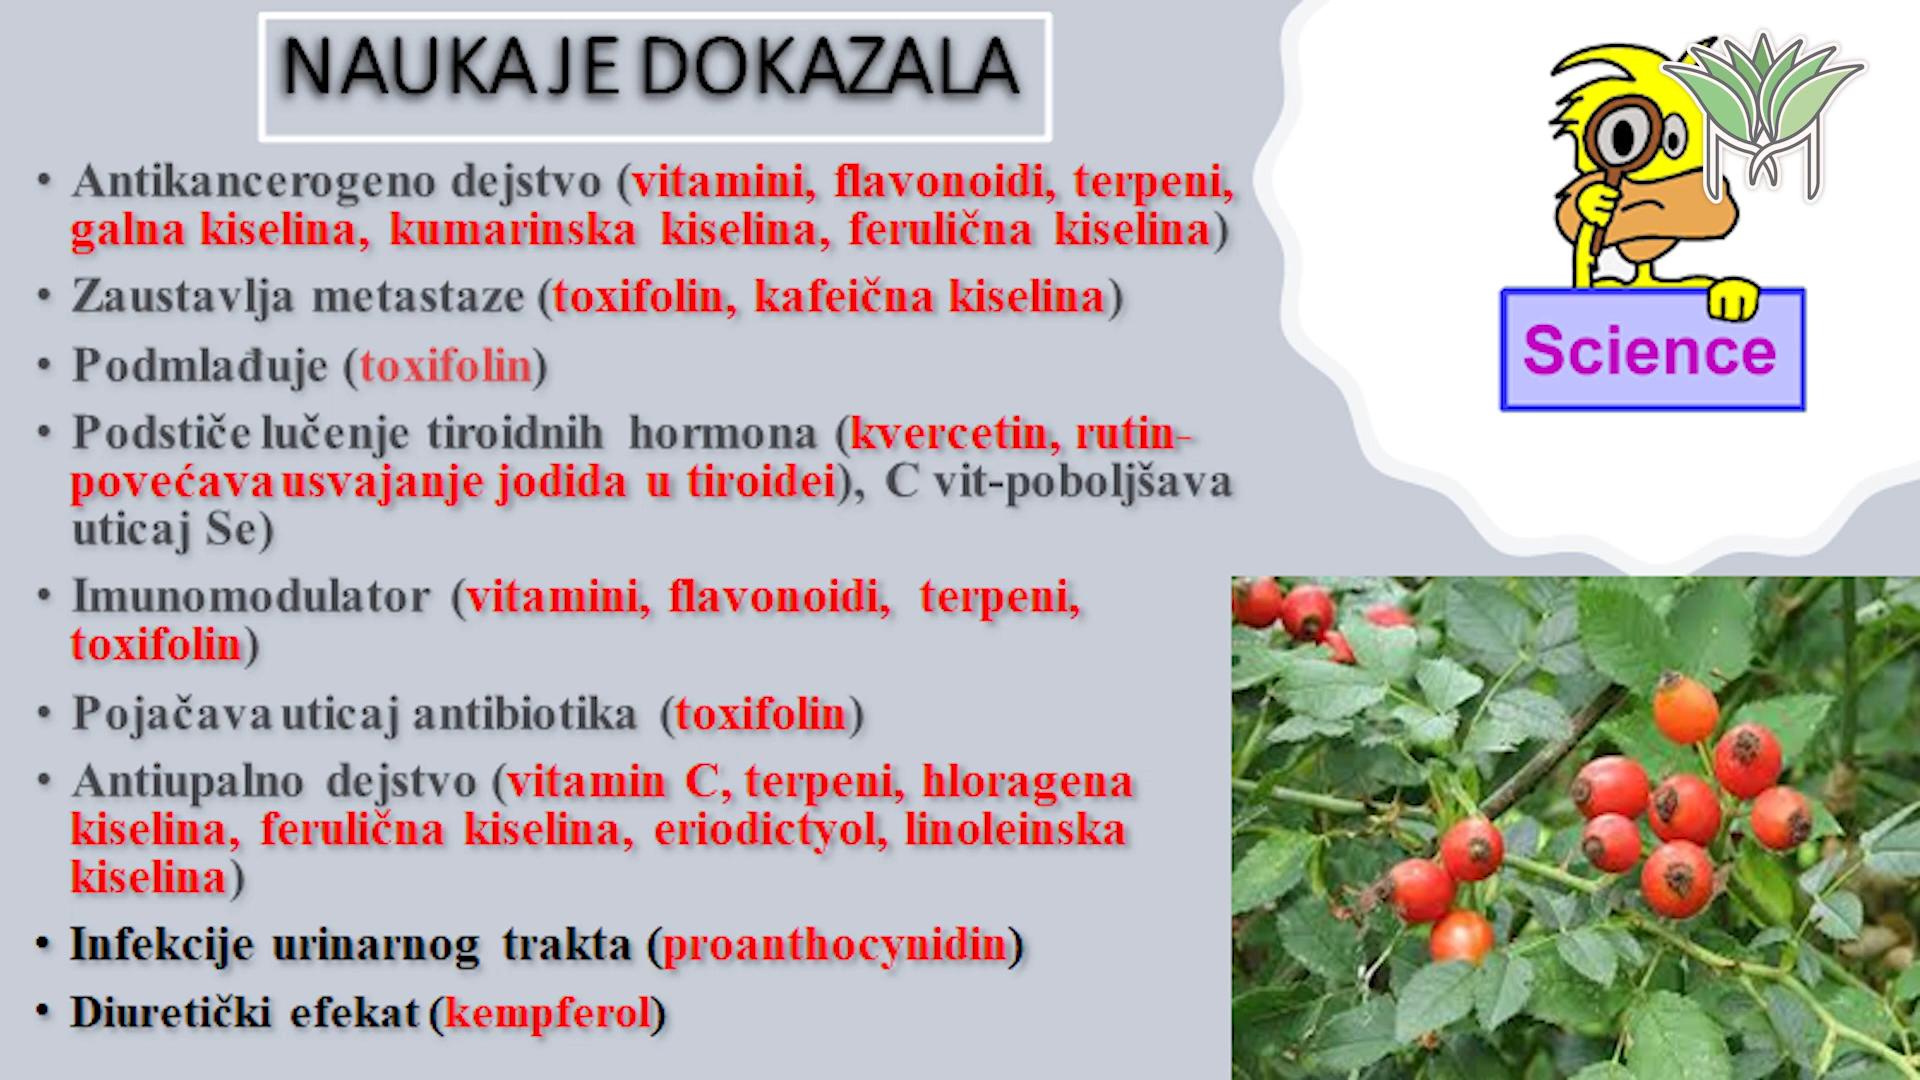 NAUKA JE DOKAZALA
• Antikancerogeno dejstvo (vitamini, flavonoidi, terpeni,
galna kiselina, kumarinska kiselina, ferulična kiselina)
• Zaustavlja metastaze (toxifolin, kafeična kiselina)
• Podmlađuje (toxifolin)
• Podstiče lučenje tiroidnih hormona (kvercetin, rutin-
povećava usvajanje jodida u tiroidei), C vit-poboljšava
uticaj Se)
• Imunomodulator (vitamini, flavonoidi, terpeni,
toxifolin)
• Pojačava uticaj antibiotika (toxifolin)
• Antiupalno dejstvo (vitamin C, terpeni, hloragena
kiselina, ferulična kiselina, eriodictyol, linoleinska
kiselina)
• Infekcije urinarnog trakta (proanthocynidin)
• Diuretički efekat (kempferol)
Science